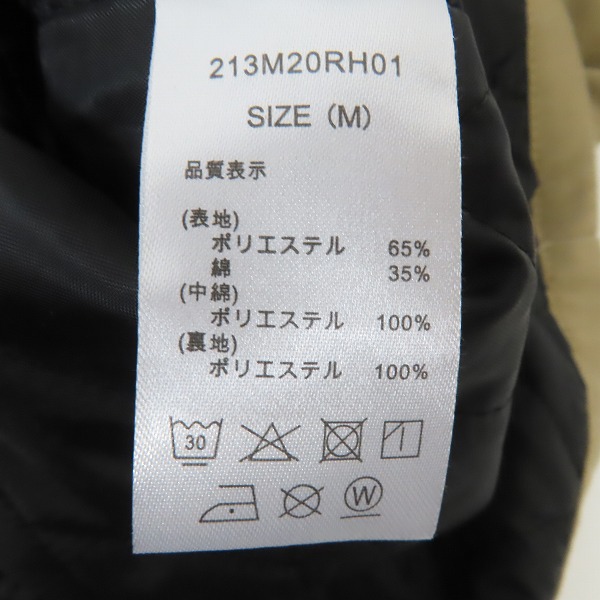 213M20RH01
SIZE (M)
品質表示
(表地)
ポリエステル 65%
綿 35%
(中綿)
ポリエステル 100%
(裏地)
ポリエステル 100%
30
W